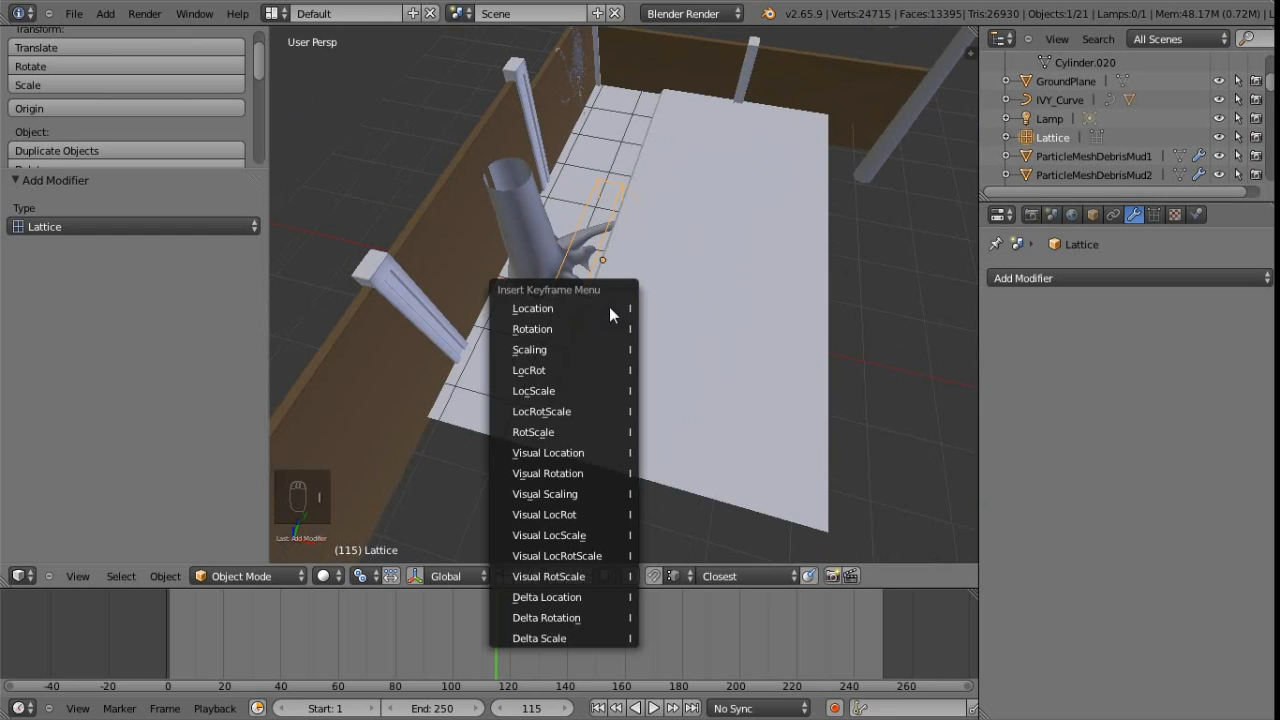 File Add Render Window Help Default Scene Blender Render v2.65.9 | Verts:24715 | Faces:13395| Tris:26930 | Objects:1/21 | Lamps:0/1 | Mem:48.17M (0.72M) | L
Transform:
Translate
Rotate
Scale
Origin
Object:
Duplicate Objects
Add Modifier
Type
Lattice
User Persp
Insert Keyframe Menu
Location I
Rotation I
Scaling I
LocRot I
LocScale I
LocRotScale I
RotScale I
Visual Location I
Visual Rotation I
Visual Scaling I
Visual LocRot I
Visual LocScale I
Visual LocRotScale I
Visual RotScale I
Delta Location I
Delta Rotation I
Delta Scale I
I
Last: Add Modifier
(115) Lattice
View Select Object Object Mode Global Closest
-40 -20 0 20 40 60 80 100 120 140 160 180 200 220 240 260
View Marker Frame Playback Start: 1 End: 250 115 No Sync
View Search All Scenes
Cylinder.020
GroundPlane
IVY_Curve
Lamp
Lattice
ParticleMeshDebrisMud1
ParticleMeshDebrisMud2
Lattice
Add Modifier